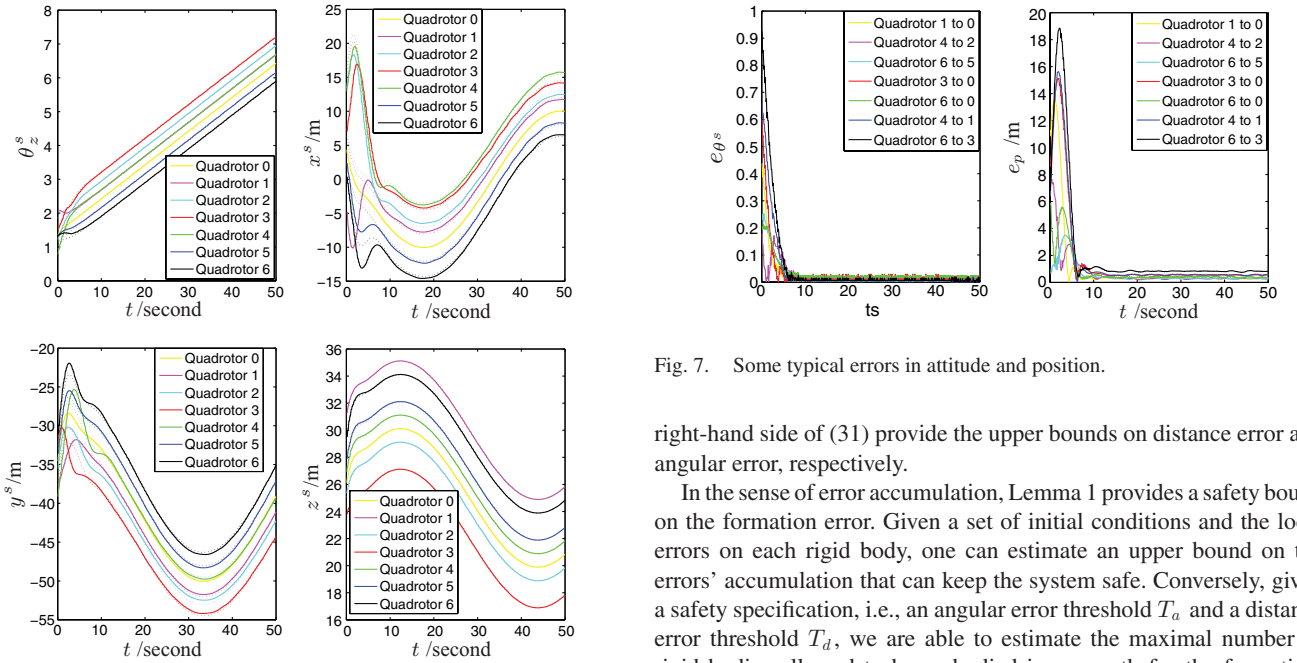 θ_z^s
8
7
6
5
4
3
2
1
0
0 10 20 30 40 50
t /second
Quadrotor 0
Quadrotor 1
Quadrotor 2
Quadrotor 3
Quadrotor 4
Quadrotor 5
Quadrotor 6
x^s/m
25
20
15
10
5
0
−5
−10
−15
0 10 20 30 40 50
t /second
Quadrotor 0
Quadrotor 1
Quadrotor 2
Quadrotor 3
Quadrotor 4
Quadrotor 5
Quadrotor 6
y^s/m
−20
−25
−30
−35
−40
−45
−50
−55
0 10 20 30 40 50
t /second
Quadrotor 0
Quadrotor 1
Quadrotor 2
Quadrotor 3
Quadrotor 4
Quadrotor 5
Quadrotor 6
z^s/m
36
34
32
30
28
26
24
22
20
18
16
0 20 40 60
t /second
Quadrotor 0
Quadrotor 1
Quadrotor 2
Quadrotor 3
Quadrotor 4
Quadrotor 5
Quadrotor 6
e_θ^s
1
0.9
0.8
0.7
0.6
0.5
0.4
0.3
0.2
0.1
0
0 10 20 30 40 50
ts
Quadrotor 1 to 0
Quadrotor 4 to 2
Quadrotor 6 to 5
Quadrotor 3 to 0
Quadrotor 6 to 0
Quadrotor 4 to 1
Quadrotor 6 to 3
e_p /m
20
18
16
14
12
10
8
6
4
2
0
0 10 20 30 40 50
t /second
Quadrotor 1 to 0
Quadrotor 4 to 2
Quadrotor 6 to 5
Quadrotor 3 to 0
Quadrotor 6 to 0
Quadrotor 4 to 1
Quadrotor 6 to 3
Fig. 7. Some typical errors in attitude and position.
right-hand side of (31) provide the upper bounds on distance error a
angular error, respectively.
In the sense of error accumulation, Lemma 1 provides a safety bou
on the formation error. Given a set of initial conditions and the loc
errors on each rigid body, one can estimate an upper bound on t
errors' accumulation that can keep the system safe. Conversely, giv
a safety specification, i.e., an angular error threshold T_a and a distan
error threshold T_d, we are able to estimate the maximal number